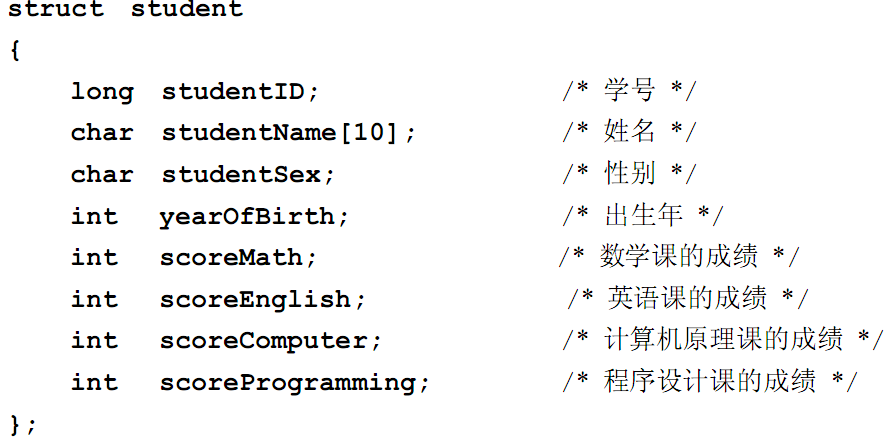 struct student
{
long studentID; /* 学号 */
char studentName[10]; /* 姓名 */
char studentSex; /* 性别 */
int yearOfBirth; /* 出生年 */
int scoreMath; /* 数学课的成绩 */
int scoreEnglish; /* 英语课的成绩 */
int scoreComputer; /* 计算机原理课的成绩 */
int scoreProgramming; /* 程序设计课的成绩 */
};